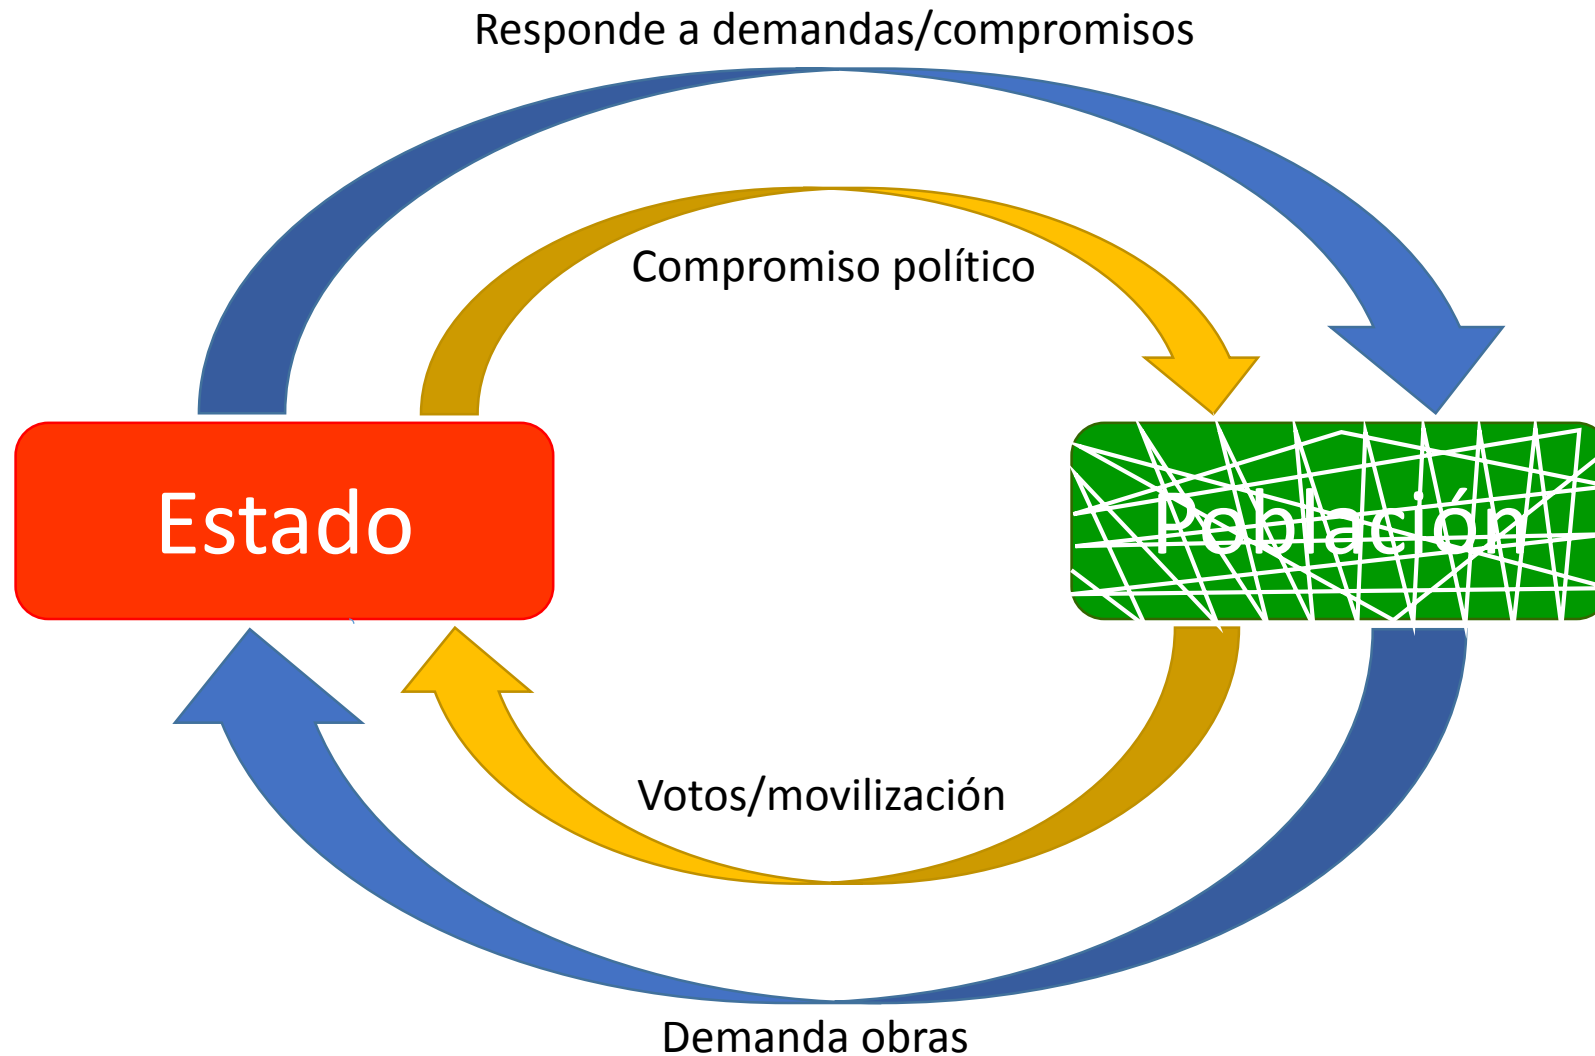 Responde a demandas/compromisos
Compromiso político
Estado
Población
Votos/movilización
Demanda obras